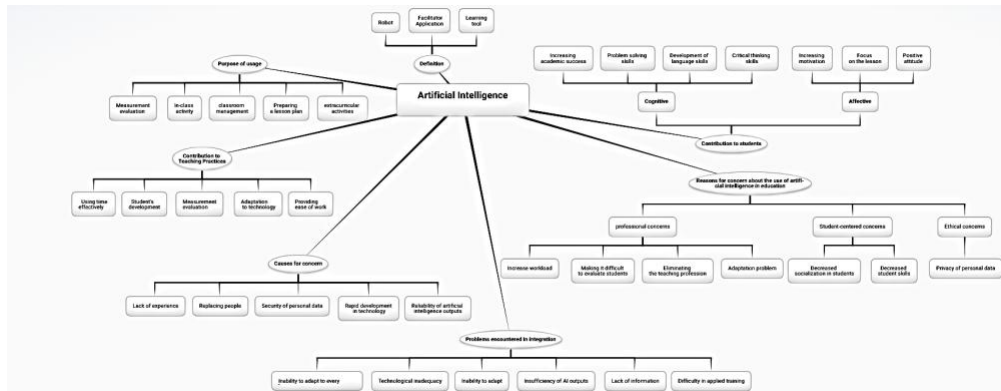 Robot
Facilitator
Application
Learning
tool
Definition
Artificial Intelligence
Purpose of usage
Measurement
evaluation
in-class
activity
classroom
management
Preparing
a lesson plan
extracurricular
activities
Increasing
academic success
Problem solving
skills
Development of
language skills
Critical thinking
skills
Increasing
motivation
Focus
on the lesson
Positive
attitude
Cognitive
Affective
Contribution to students
Contribution to
Teaching Practices
Using time
effectively
Student's
development
Measurement
evaluation
Adaptation
to technology
Providing
ease of work
Reasons for concern about the use of artifi-
cial intelligence in education
professional concerns
Student-centered concerns
Ethical concerns
Increase workload
Making it difficult
to evaluate students
Eliminating
the teaching profession
Adaptation problem
Decreased
socialization in students
Decreased
student skills
Privacy of personal data
Causes for concern
Lack of experience
Replacing people
Security of personal data
Rapid development
in technology
Reliability of artificial
intelligence outputs
Problems encountered in integration
Inability to adapt to every
Technological inadequacy
Inability to adapt
Insufficiency of AI outputs
Lack of information
Difficulty in applied training